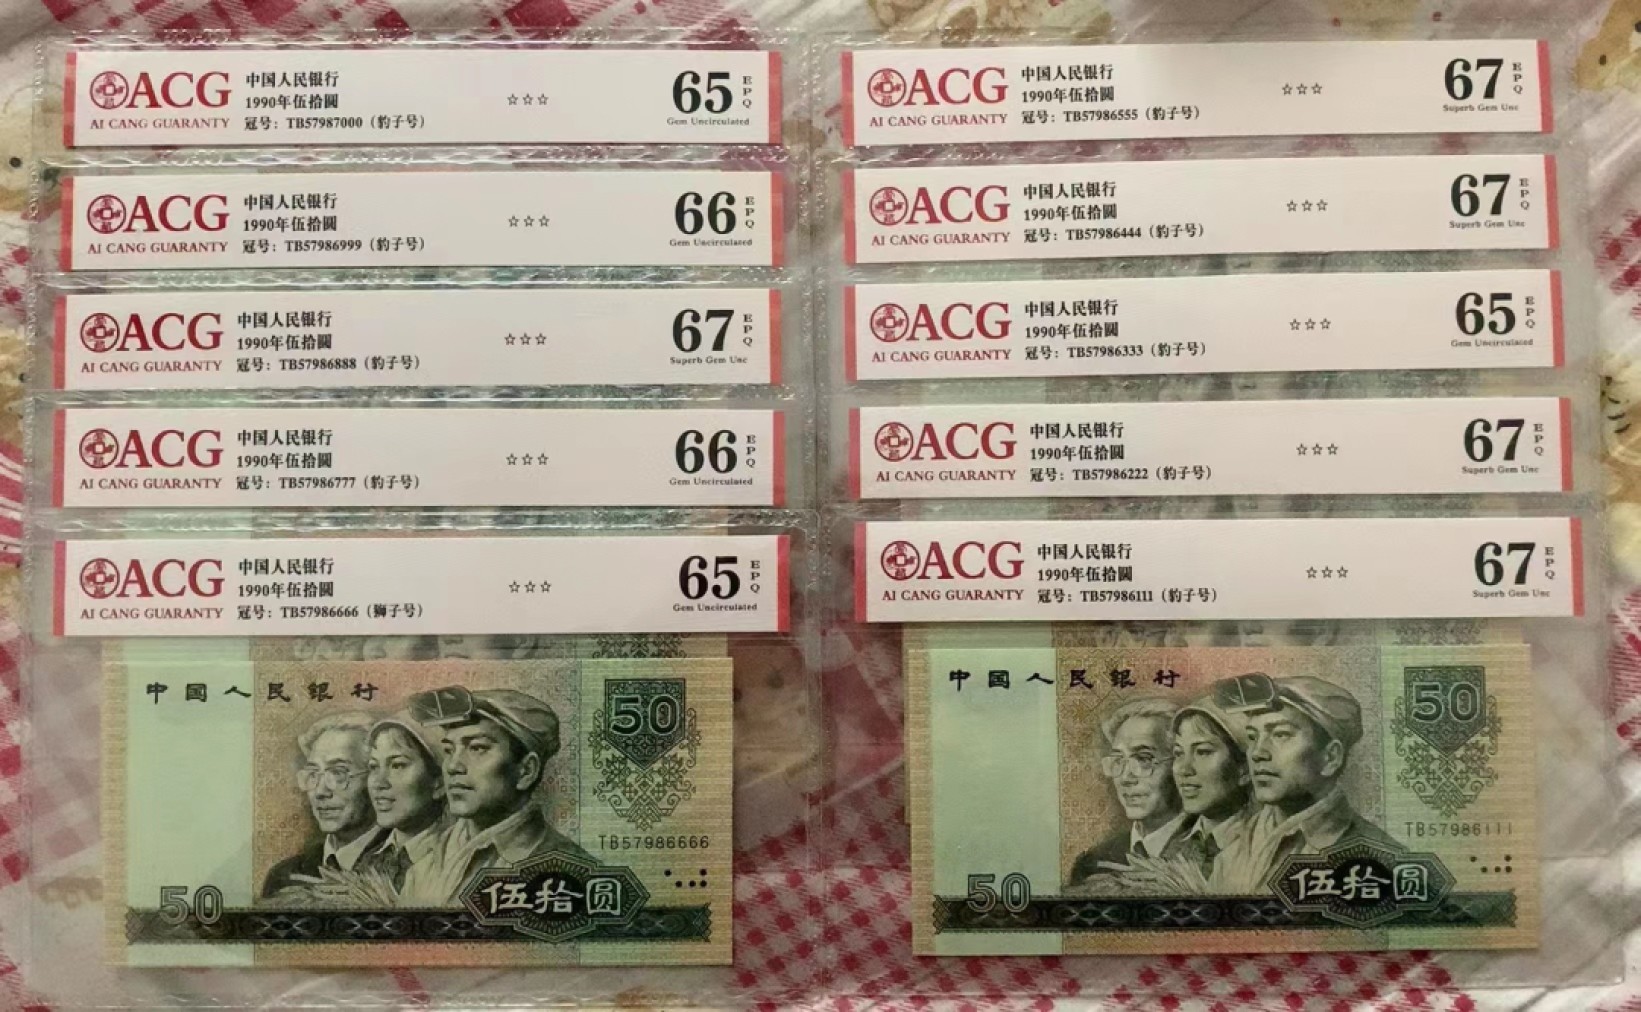 ACG
AI CANG GUARANTY
中国人民银行
1990年伍拾圆
冠号：TB57987000（豹子号）
☆☆☆
65
EPQ
Gem Uncirculated
ACG
AI CANG GUARANTY
中国人民银行
1990年伍拾圆
冠号：TB57986999（豹子号）
☆☆☆
66
EPQ
Gem Uncirculated
ACG
AI CANG GUARANTY
中国人民银行
1990年伍拾圆
冠号：TB57986888（豹子号）
☆☆☆
67
EPQ
Superb Gem Unc
ACG
AI CANG GUARANTY
中国人民银行
1990年伍拾圆
冠号：TB57986777（豹子号）
☆☆☆
66
EPQ
Gem Uncirculated
ACG
AI CANG GUARANTY
中国人民银行
1990年伍拾圆
冠号：TB57986666（狮子号）
☆☆☆
65
EPQ
Gem Uncirculated
中国人民银行
50
TB57986666
50
伍拾圆
ACG
AI CANG GUARANTY
中国人民银行
1990年伍拾圆
冠号：TB57986555（豹子号）
☆☆☆
67
EPQ
Superb Gem Unc
ACG
AI CANG GUARANTY
中国人民银行
1990年伍拾圆
冠号：TB57986444（豹子号）
☆☆☆
67
EPQ
Superb Gem Unc
ACG
AI CANG GUARANTY
中国人民银行
1990年伍拾圆
冠号：TB57986333（豹子号）
☆☆☆
65
EPQ
Gem Uncirculated
ACG
AI CANG GUARANTY
中国人民银行
1990年伍拾圆
冠号：TB57986222（豹子号）
☆☆☆
67
EPQ
Superb Gem Unc
ACG
AI CANG GUARANTY
中国人民银行
1990年伍拾圆
冠号：TB57986111（豹子号）
☆☆☆
67
EPQ
Superb Gem Unc
中国人民银行
50
TB57986111
50
伍拾圆